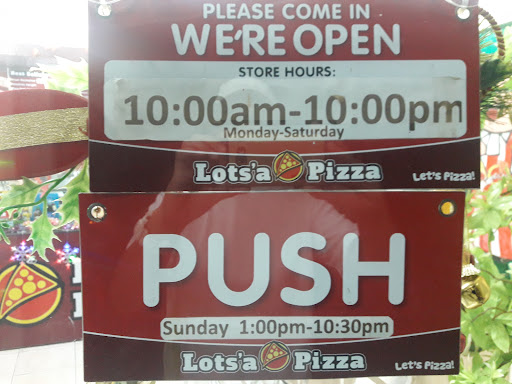 PLEASE COME IN
WE'RE OPEN
STORE HOURS:
10:00am-10:00pm
Monday-Saturday
Lots'a Pizza
Let's Pizza!
PUSH
Sunday 1:00pm-10:30pm
Lots'a Pizza
Let's Pizza!